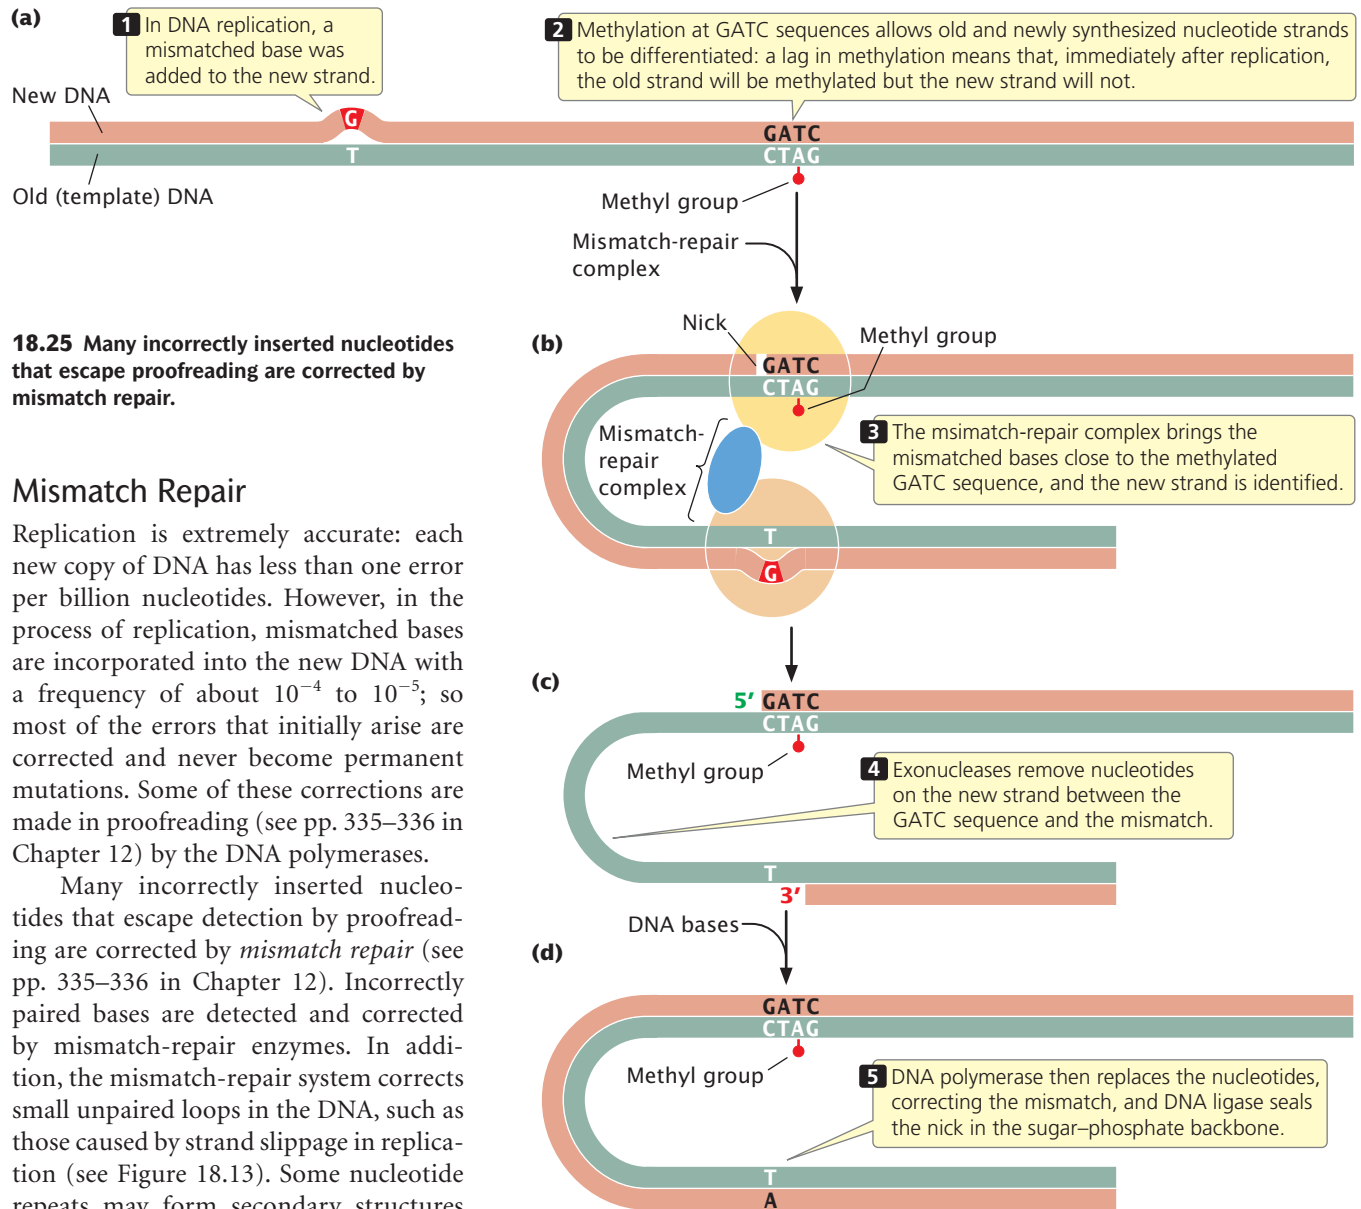 (a)
1 In DNA replication, a
mismatched base was
added to the new strand.
2 Methylation at GATC sequences allows old and newly synthesized nucleotide strands
to be differentiated: a lag in methylation means that, immediately after replication,
the old strand will be methylated but the new strand will not.
New DNA
G
GATC
T
CTAG
Old (template) DNA
Methyl group
Mismatch-repair
complex
18.25 Many incorrectly inserted nucleotides
that escape proofreading are corrected by
mismatch repair.
(b)
Nick
Methyl group
GATC
CTAG
Mismatch-
repair
complex
3 The msimatch-repair complex brings the
mismatched bases close to the methylated
GATC sequence, and the new strand is identified.
T
G
(c)
5′ GATC
CTAG
Methyl group
4 Exonucleases remove nucleotides
on the new strand between the
GATC sequence and the mismatch.
T
3′
DNA bases
(d)
GATC
CTAG
Methyl group
5 DNA polymerase then replaces the nucleotides,
correcting the mismatch, and DNA ligase seals
the nick in the sugar–phosphate backbone.
T
A
Mismatch Repair
Replication is extremely accurate: each
new copy of DNA has less than one error
per billion nucleotides. However, in the
process of replication, mismatched bases
are incorporated into the new DNA with
a frequency of about 10⁻⁴ to 10⁻⁵; so
most of the errors that initially arise are
corrected and never become permanent
mutations. Some of these corrections are
made in proofreading (see pp. 335–336 in
Chapter 12) by the DNA polymerases.
Many incorrectly inserted nucleo-
tides that escape detection by proofread-
ing are corrected by mismatch repair (see
pp. 335–336 in Chapter 12). Incorrectly
paired bases are detected and corrected
by mismatch-repair enzymes. In addi-
tion, the mismatch-repair system corrects
small unpaired loops in the DNA, such as
those caused by strand slippage in replica-
tion (see Figure 18.13). Some nucleotide
repeats may form secondary structures